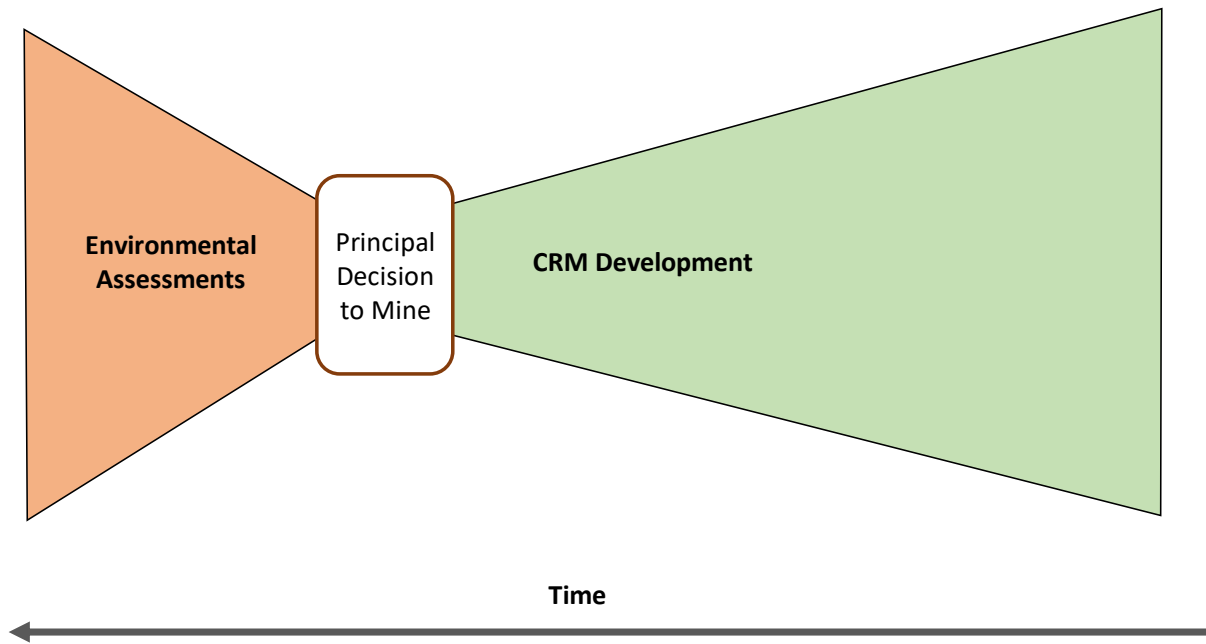 Environmental
Assessments
Principal
Decision
to Mine
CRM Development
Time